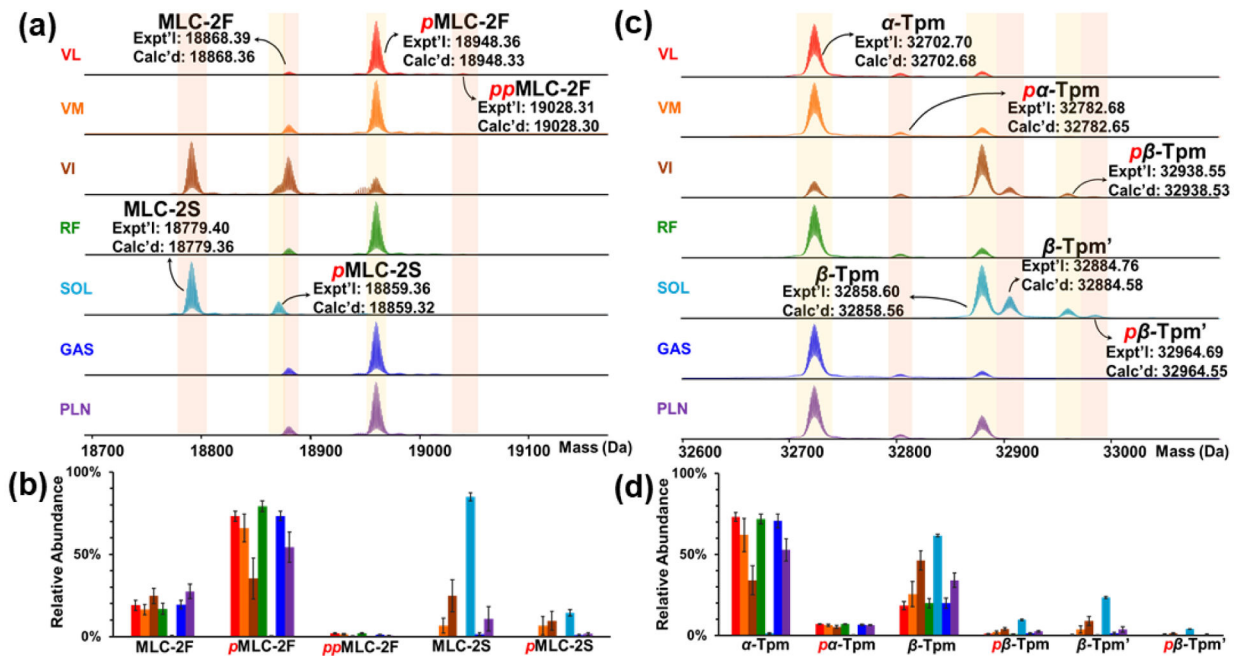 (a)
MLC-2F
Expt'l: 18868.39
Calc'd: 18868.36
pMLC-2F
Expt'l: 18948.36
Calc'd: 18948.33
ppMLC-2F
Expt'l: 19028.31
Calc'd: 19028.30
MLC-2S
Expt'l: 18779.40
Calc'd: 18779.36
pMLC-2S
Expt'l: 18859.36
Calc'd: 18859.32
VL
VM
VI
RF
SOL
GAS
PLN
18700 18800 18900 19000 19100 Mass (Da)
(c)
α-Tpm
Expt'l: 32702.70
Calc'd: 32702.68
pα-Tpm
Expt'l: 32782.68
Calc'd: 32782.65
pβ-Tpm
Expt'l: 32938.55
Calc'd: 32938.53
β-Tpm'
Expt'l: 32884.76
Calc'd: 32884.58
β-Tpm
Expt'l: 32858.60
Calc'd: 32858.56
pβ-Tpm'
Expt'l: 32964.69
Calc'd: 32964.55
VL
VM
VI
RF
SOL
GAS
PLN
32600 32700 32800 32900 33000 Mass (Da)
(b)
Relative Abundance
100%
50%
0%
MLC-2F pMLC-2F ppMLC-2F MLC-2S pMLC-2S
(d)
Relative Abundance
100%
50%
0%
α-Tpm pα-Tpm β-Tpm pβ-Tpm β-Tpm' pβ-Tpm'